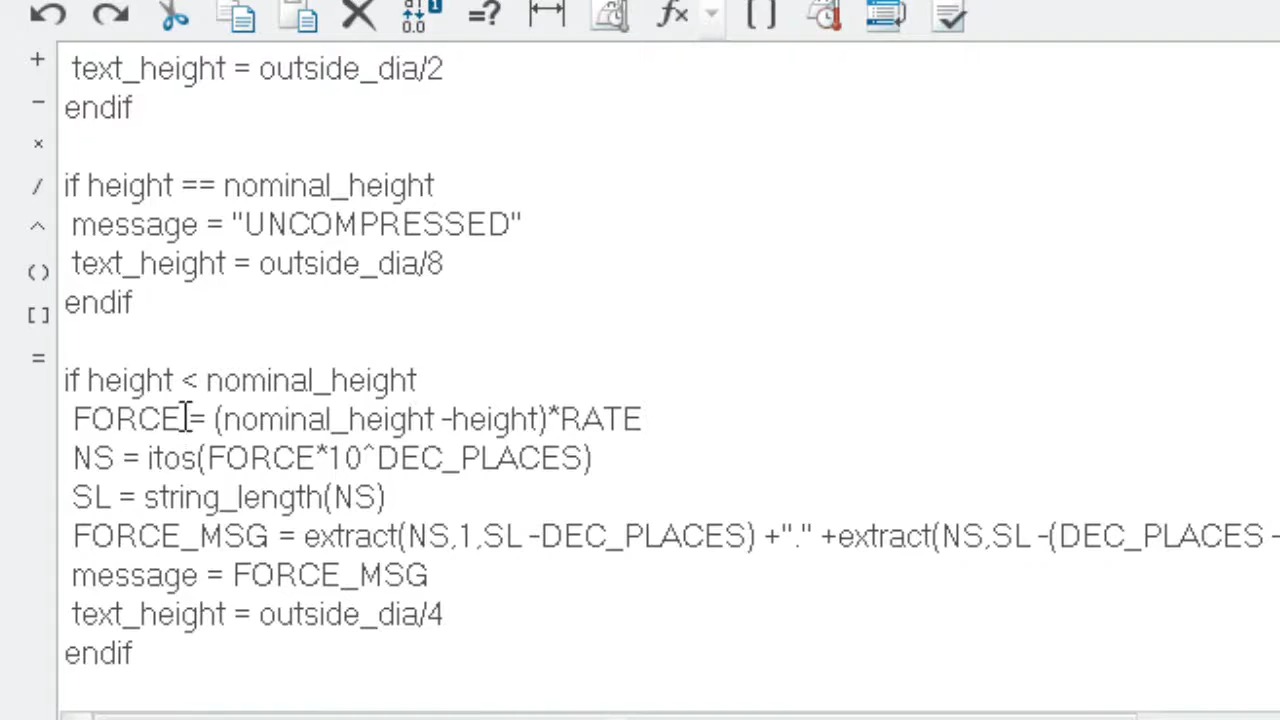 text_height = outside_dia/2
endif
if height == nominal_height
message = "UNCOMPRESSED"
text_height = outside_dia/8
endif
if height < nominal_height
FORCE = (nominal_height -height)*RATE
NS = itos(FORCE*10^DEC_PLACES)
SL = string_length(NS)
FORCE_MSG = extract(NS,1,SL -DEC_PLACES) +"." +extract(NS,SL -(DEC_PLACES -
message = FORCE_MSG
text_height = outside_dia/4
endif